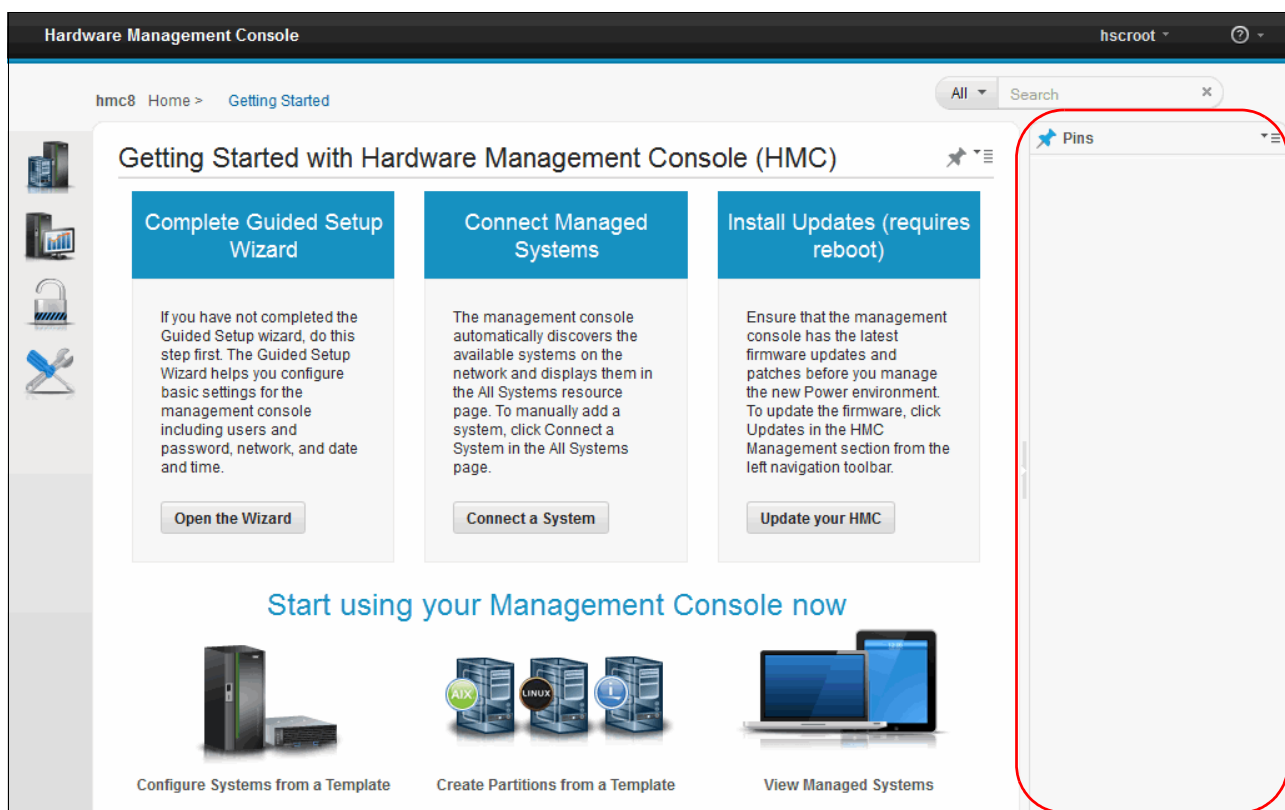 Hardware Management Console
hscroot
?
hmc8 Home > Getting Started
All
Search
×
Pins
Getting Started with Hardware Management Console (HMC)
Complete Guided Setup
Wizard
If you have not completed the
Guided Setup wizard, do this
step first. The Guided Setup
Wizard helps you configure
basic settings for the
management console
including users and
password, network, and date
and time.
Open the Wizard
Connect Managed
Systems
The management console
automatically discovers the
available systems on the
network and displays them in
the All Systems resource
page. To manually add a
system, click Connect a
System in the All Systems
page.
Connect a System
Install Updates (requires
reboot)
Ensure that the management
console has the latest
firmware updates and
patches before you manage
the new Power environment.
To update the firmware, click
Updates in the HMC
Management section from the
left navigation toolbar.
Update your HMC
Start using your Management Console now
AIX
LINUX
i
Configure Systems from a Template
Create Partitions from a Template
View Managed Systems